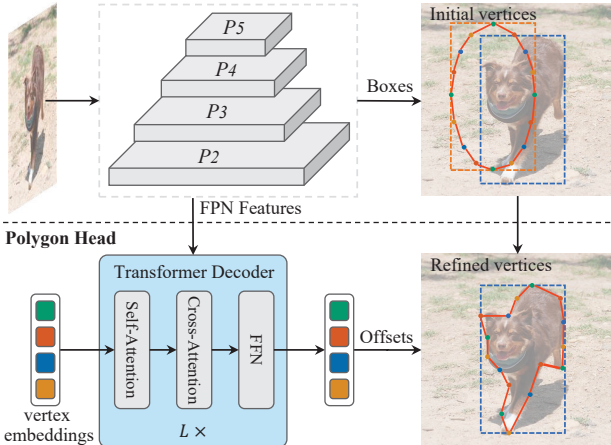 P5
P4
P3
P2
Boxes
Initial vertices
FPN Features
Polygon Head
Transformer Decoder
Self-Attention
Cross-Attention
FFN
L ×
vertex
embeddings
Offsets
Refined vertices